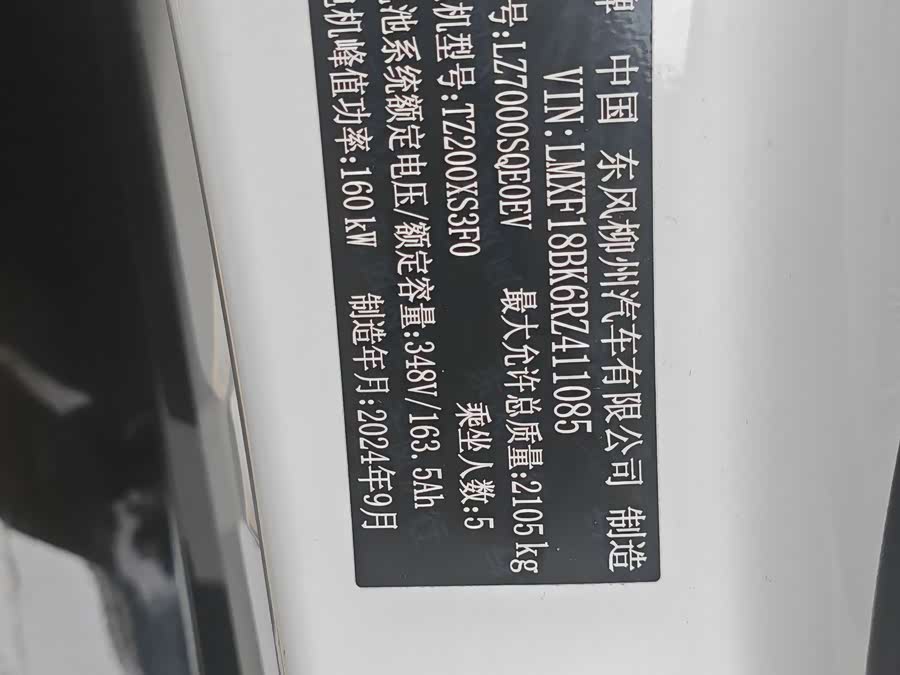 牌 中国 东风柳州汽车有限公司 制造
VIN:LMXF18BK6RZ411085
号:LZ7000SQE0EV 最大允许总质量:2105kg
机型号:TZ200XS3F0 乘坐人数:5
池系统额定电压/额定容量:348V/163.5Ah
电机峰值功率:160kW 制造年月:2024年9月